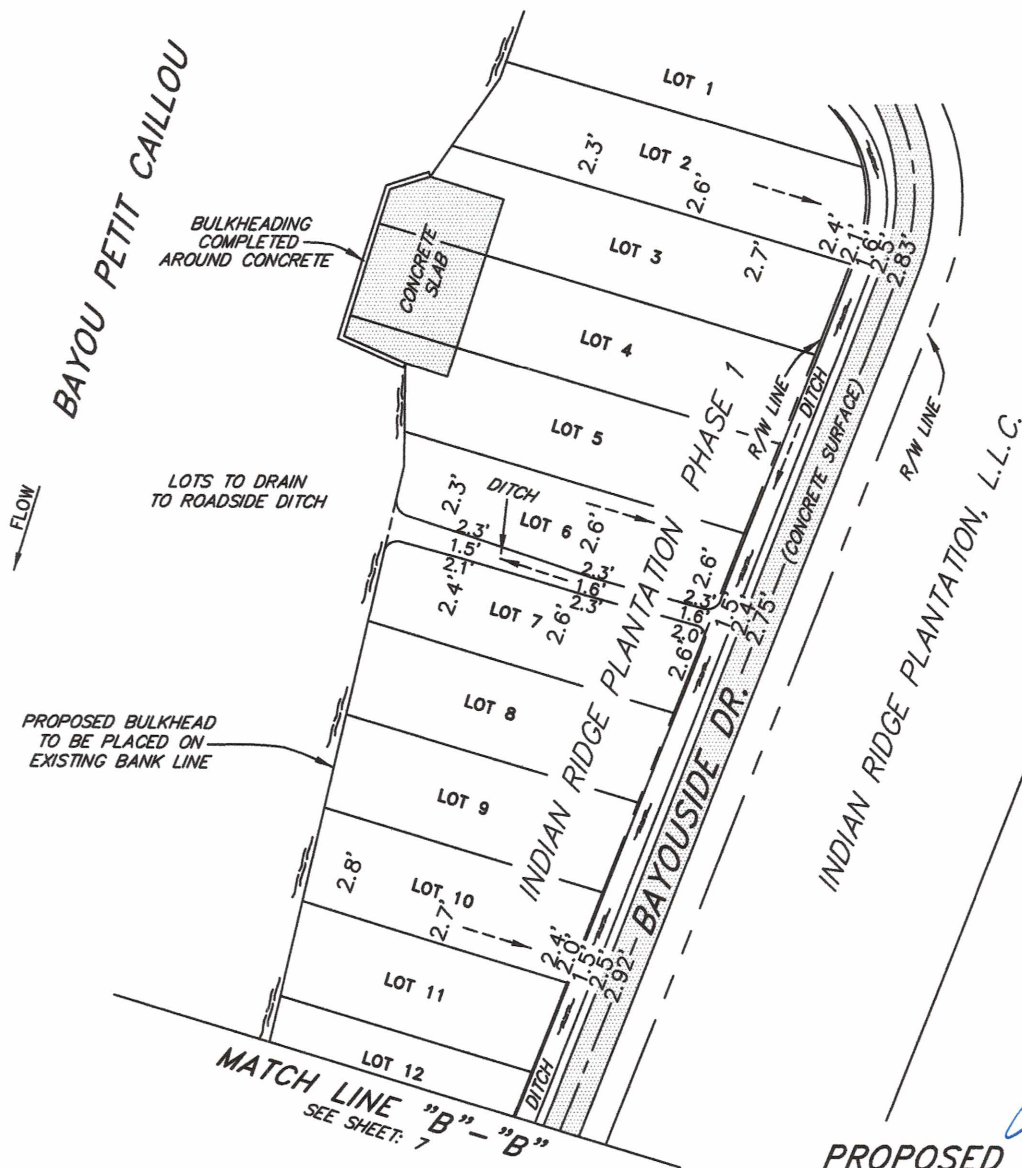 BAYOU PETIT CAILLOU
FLOW
BULKHEADING
COMPLETED
AROUND CONCRETE
CONCRETE
SLAB
LOTS TO DRAIN
TO ROADSIDE DITCH
PROPOSED BULKHEAD
TO BE PLACED ON
EXISTING BANK LINE
LOT 1
LOT 2
2.3'
2.6'
2.4'
2.1'
1.6'
2.5'
2.83'
LOT 3
2.7'
LOT 4
LOT 5
R/W LINE
DITCH
(CONCRETE SURFACE)
R/W LINE
2.3'
DITCH
LOT 6
2.6'
2.6'
2.3'
2.3'
2.3'
1.5'
1.6'
1.6'
1.5'
2.4'
2.75'
2.1'
2.3'
2.0'
2.4'
LOT 7
2.6'
2.6'
LOT 8
LOT 9
2.8'
LOT 10
2.7'
2.4'
2.0'
1.5'
2.5'
2.92'
LOT 11
LOT 12
DITCH
INDIAN RIDGE PLANTATION PHASE 1
BAYOUSIDE DR.
INDIAN RIDGE PLANTATION, L.L.C.
MATCH LINE "B"-"B"
SEE SHEET: 7
PROPOSED